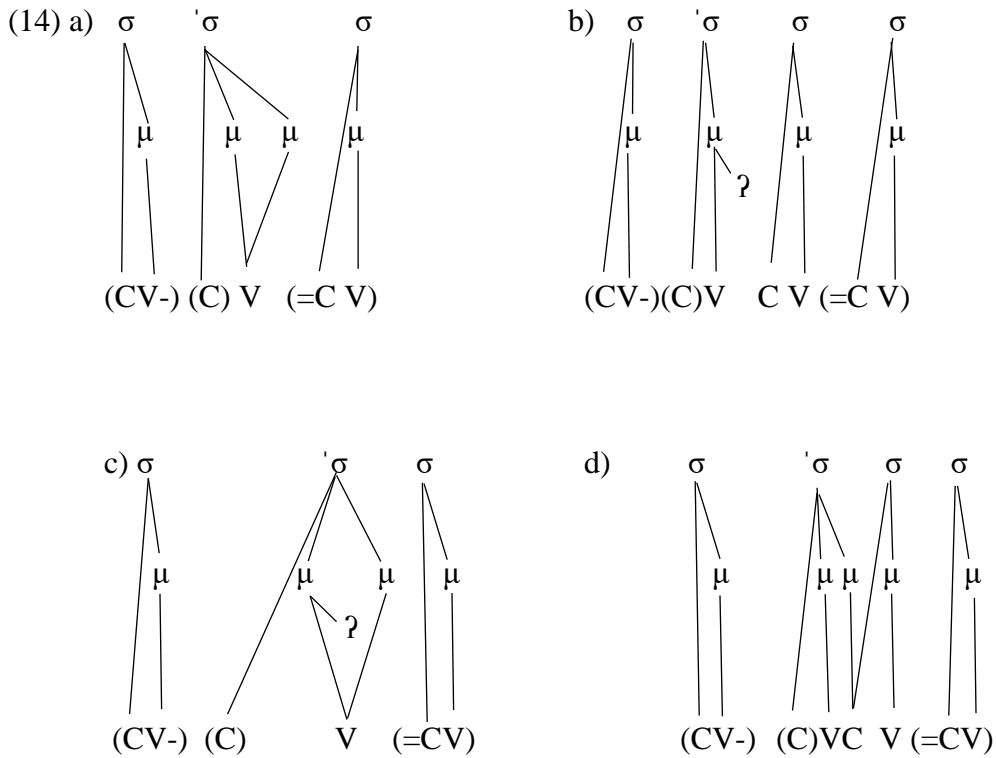 (14) a) σ ˈσ σ
μ μ μ μ
(CV-) (C) V (=C V)
b) σ ˈσ σ σ
μ μ μ μ
ʔ
(CV-)(C)V C V (=C V)
c) σ ˈσ σ
μ μ μ μ
ʔ
(CV-) (C) V (=CV)
d) σ ˈσ σ σ
μ μ μ μ μ
(CV-) (C)VC V (=CV)